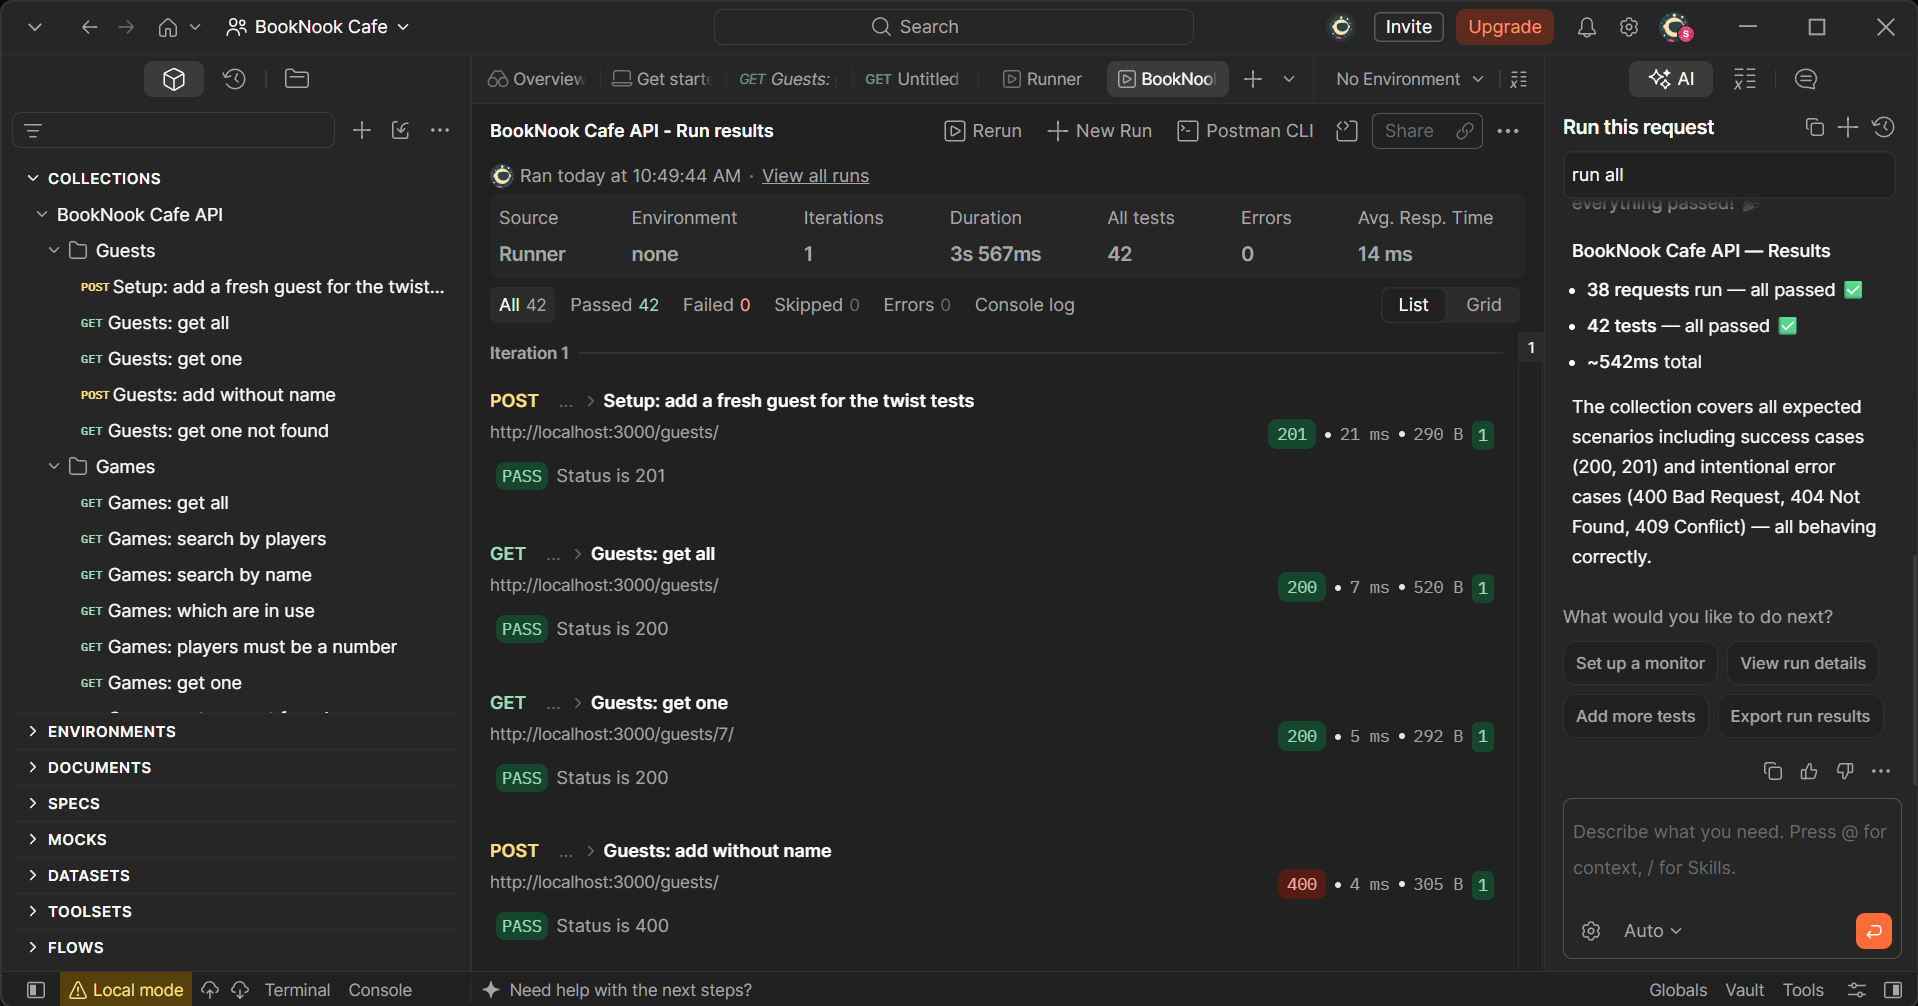 BookNook Cafe
Search
Invite
Upgrade
S
Overview
Get starte
GET Guests:
GET Untitled
Runner
BookNool
No Environment
AI
COLLECTIONS
BookNook Cafe API
Guests
POST Setup: add a fresh guest for the twist...
GET Guests: get all
GET Guests: get one
POST Guests: add without name
GET Guests: get one not found
Games
GET Games: get all
GET Games: search by players
GET Games: search by name
GET Games: which are in use
GET Games: players must be a number
GET Games: get one
ENVIRONMENTS
DOCUMENTS
SPECS
MOCKS
DATASETS
TOOLSETS
FLOWS
BookNook Cafe API - Run results
Rerun
New Run
Postman CLI
Share
Ran today at 10:49:44 AM · View all runs
Source Environment Iterations Duration All tests Errors Avg. Resp. Time
Runner none 1 3s 567ms 42 0 14 ms
All 42 Passed 42 Failed 0 Skipped 0 Errors 0 Console log
List Grid
Iteration 1
1
POST ... > Setup: add a fresh guest for the twist tests
http://localhost:3000/guests/
201 • 21 ms • 290 B 1
PASS Status is 201
GET ... > Guests: get all
http://localhost:3000/guests/
200 • 7 ms • 520 B 1
PASS Status is 200
GET ... > Guests: get one
http://localhost:3000/guests/7/
200 • 5 ms • 292 B 1
PASS Status is 200
POST ... > Guests: add without name
http://localhost:3000/guests/
400 • 4 ms • 305 B 1
PASS Status is 400
Run this request
run all
everything passed! 🎉
BookNook Cafe API — Results
• 38 requests run — all passed ✅
• 42 tests — all passed ✅
• ~542ms total
The collection covers all expected
scenarios including success cases
(200, 201) and intentional error
cases (400 Bad Request, 404 Not
Found, 409 Conflict) — all behaving
correctly.
What would you like to do next?
Set up a monitor
View run details
Add more tests
Export run results
Describe what you need. Press @ for
context, / for Skills.
Auto
Local mode
Terminal
Console
Need help with the next steps?
Globals
Vault
Tools